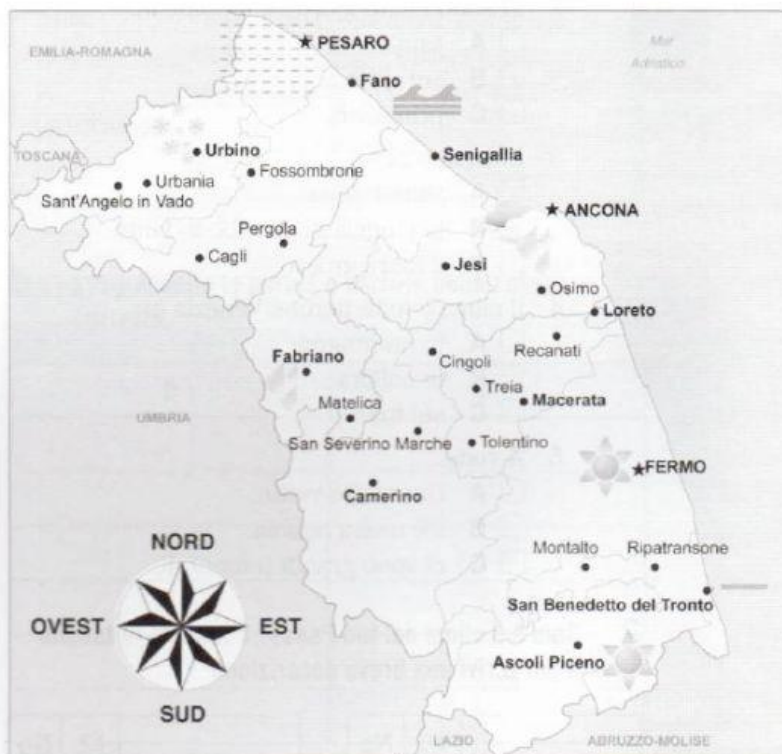 PESARO
EMILIA-ROMAGNA
Mar
Adriatico
Fano
Urbino
Senigallia
TOSCANA
Fossombrone
Urbania
Sant'Angelo in Vado
ANCONA
Pergola
Cagli
Jesi
Osimo
Loreto
Recanati
Cingoli
Fabriano
Treia
Matelica
Macerata
UMBRIA
San Severino Marche
Tolentino
FERMO
Camerino
NORD
Montalto
Ripatransone
San Benedetto del Tronto
OVEST
EST
Ascoli Piceno
SUD
LAZIO
ABRUZZO-MOLISE